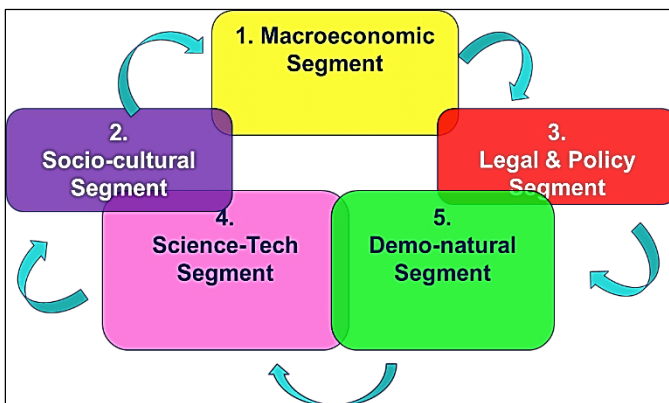 1. Macroeconomic
Segment
2.
Socio-cultural
Segment
3.
Legal & Policy
Segment
4.
Science-Tech
Segment
5.
Demo-natural
Segment